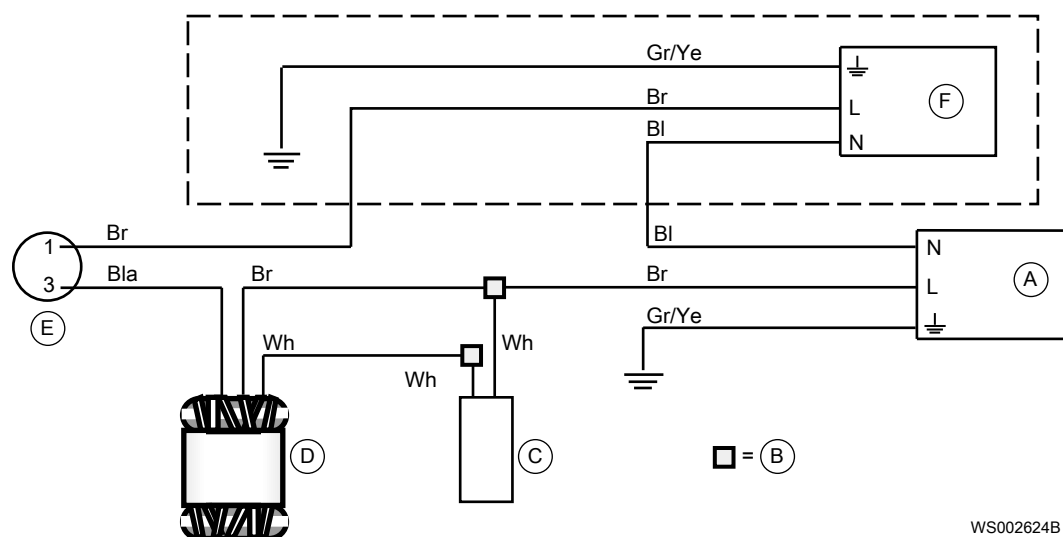 Gr/Ye
Br
L
F
Bl
N
1
Br
Bl
N
3
Bla
Br
Br
L
A
E
Gr/Ye
Wh
Wh
Wh
D
C
= B
WS002624B